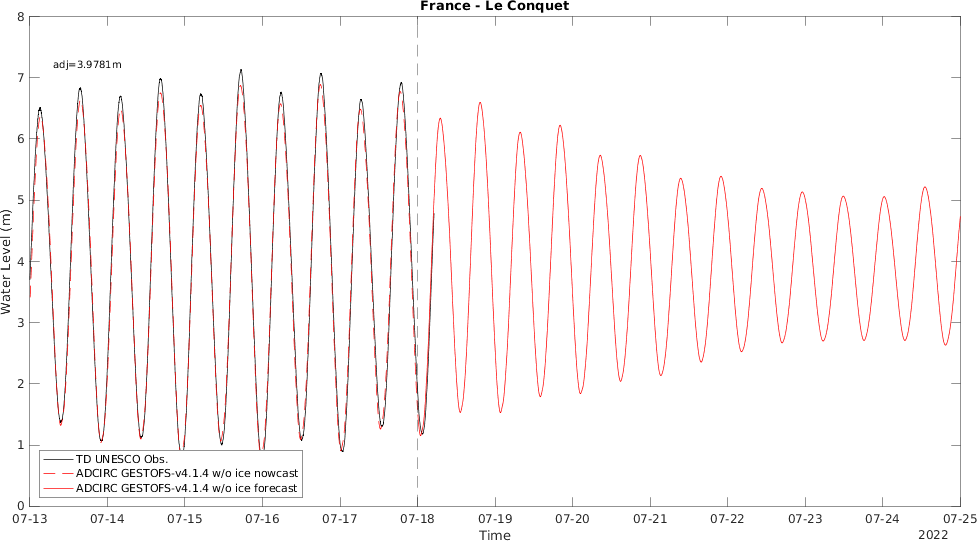 France - Le Conquet
8
7
6
5
4
3
2
1
0
Water Level (m)
adj=3.9781m
TD UNESCO Obs.
ADCIRC GESTOFS-v4.1.4 w/o ice nowcast
ADCIRC GESTOFS-v4.1.4 w/o ice forecast
07-13 07-14 07-15 07-16 07-17 07-18 07-19 07-20 07-21 07-22 07-23 07-24 07-25
Time
2022